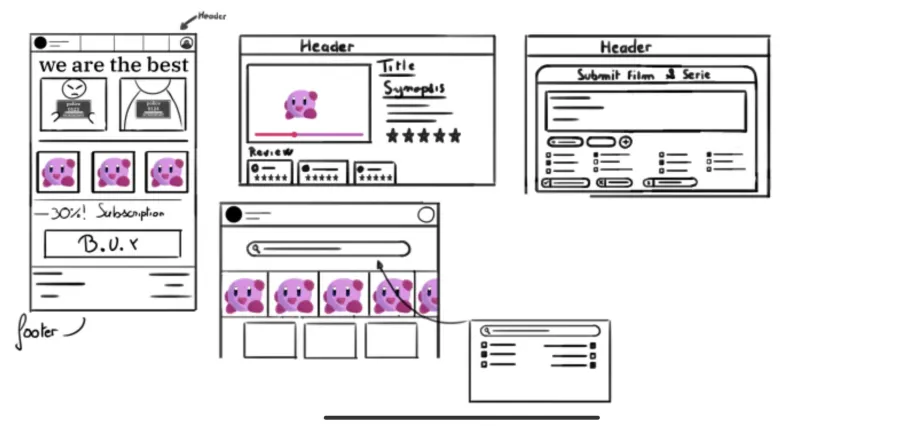 Header
we are the best
-30%! Subscription
B.U.Y
footer
Header
Title
Synopsis
Review
Header
Submit Film & Serie